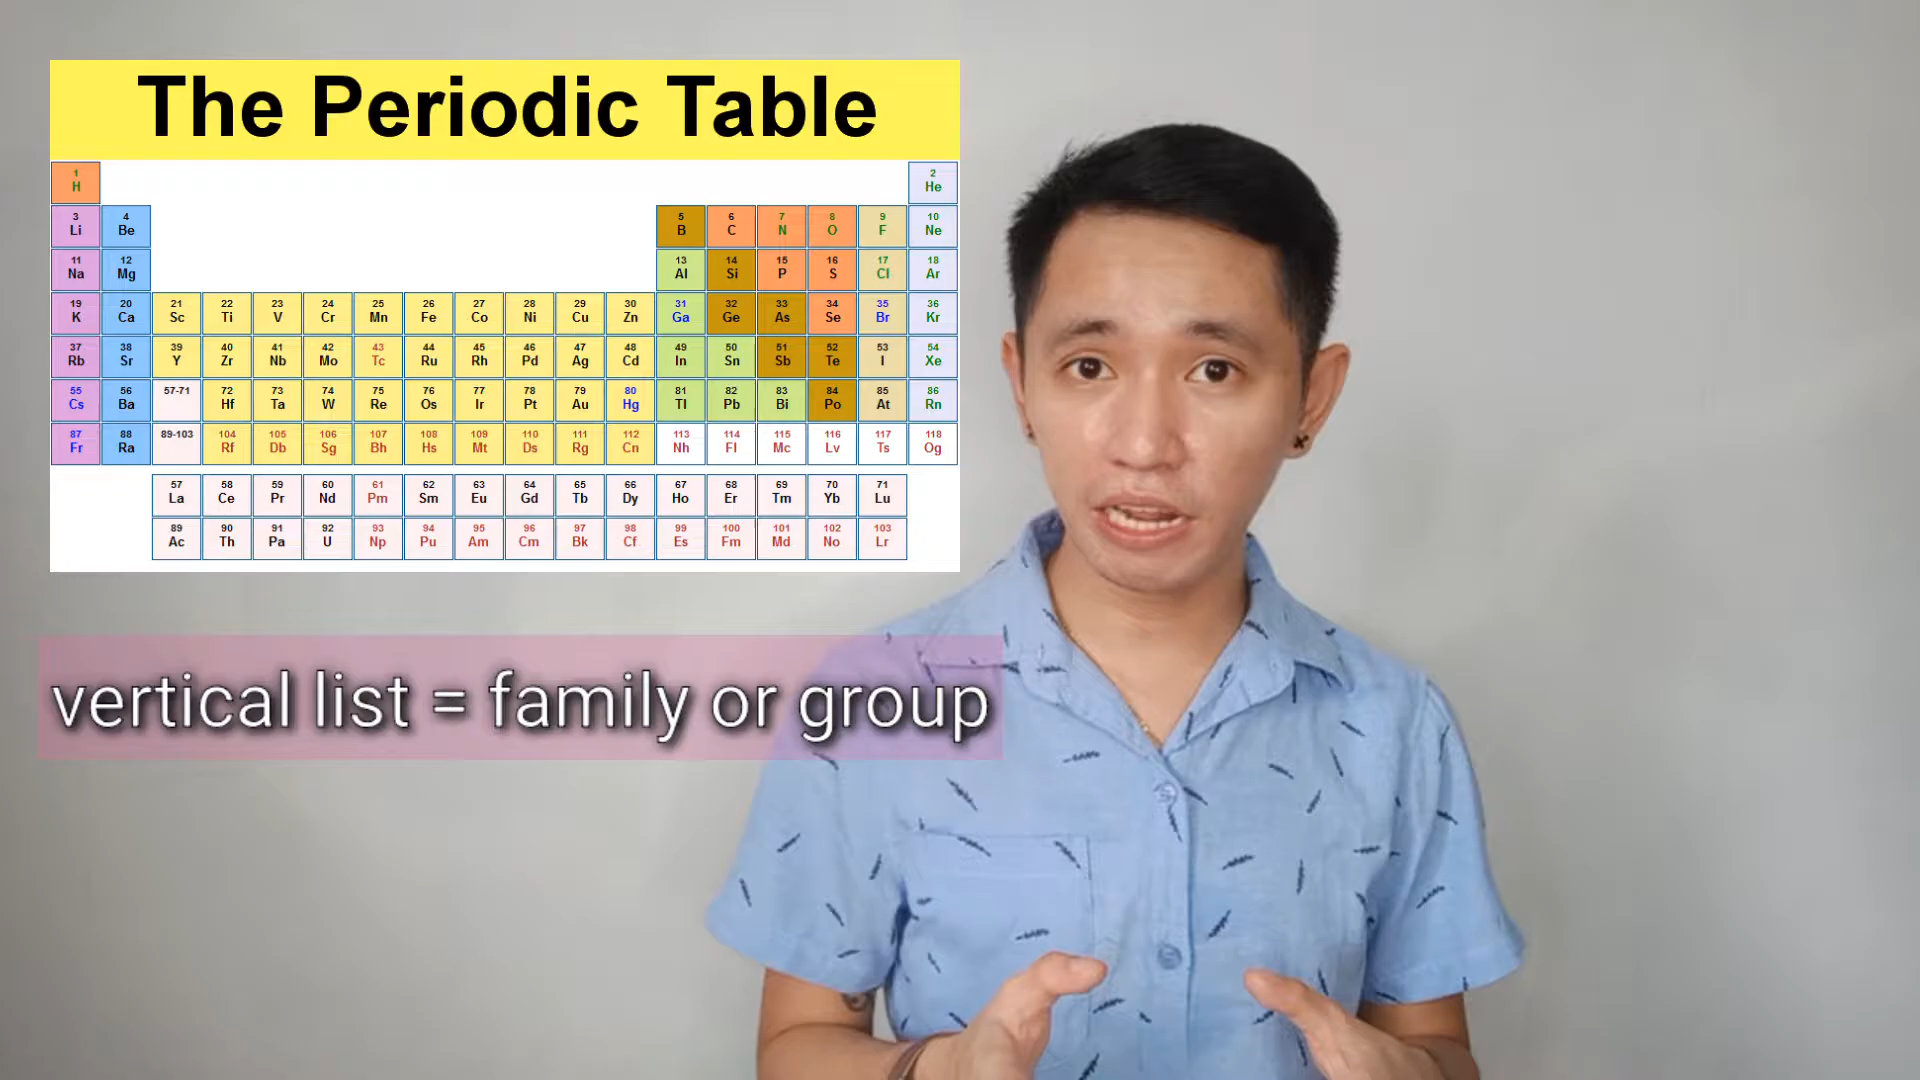 The Periodic Table
1 2
H He
3 4 5 6 7 8 9 10
Li Be B C N O F Ne
11 12 13 14 15 16 17 18
Na Mg Al Si P S Cl Ar
19 20 21 22 23 24 25 26 27 28 29 30 31 32 33 34 35 36
K Ca Sc Ti V Cr Mn Fe Co Ni Cu Zn Ga Ge As Se Br Kr
37 38 39 40 41 42 43 44 45 46 47 48 49 50 51 52 53 54
Rb Sr Y Zr Nb Mo Tc Ru Rh Pd Ag Cd In Sn Sb Te I Xe
55 56 57-71 72 73 74 75 76 77 78 79 80 81 82 83 84 85 86
Cs Ba Hf Ta W Re Os Ir Pt Au Hg Tl Pb Bi Po At Rn
87 88 89-103 104 105 106 107 108 109 110 111 112 113 114 115 116 117 118
Fr Ra Rf Db Sg Bh Hs Mt Ds Rg Cn Nh Fl Mc Lv Ts Og
57 58 59 60 61 62 63 64 65 66 67 68 69 70 71
La Ce Pr Nd Pm Sm Eu Gd Tb Dy Ho Er Tm Yb Lu
89 90 91 92 93 94 95 96 97 98 99 100 101 102 103
Ac Th Pa U Np Pu Am Cm Bk Cf Es Fm Md No Lr
vertical list = family or group